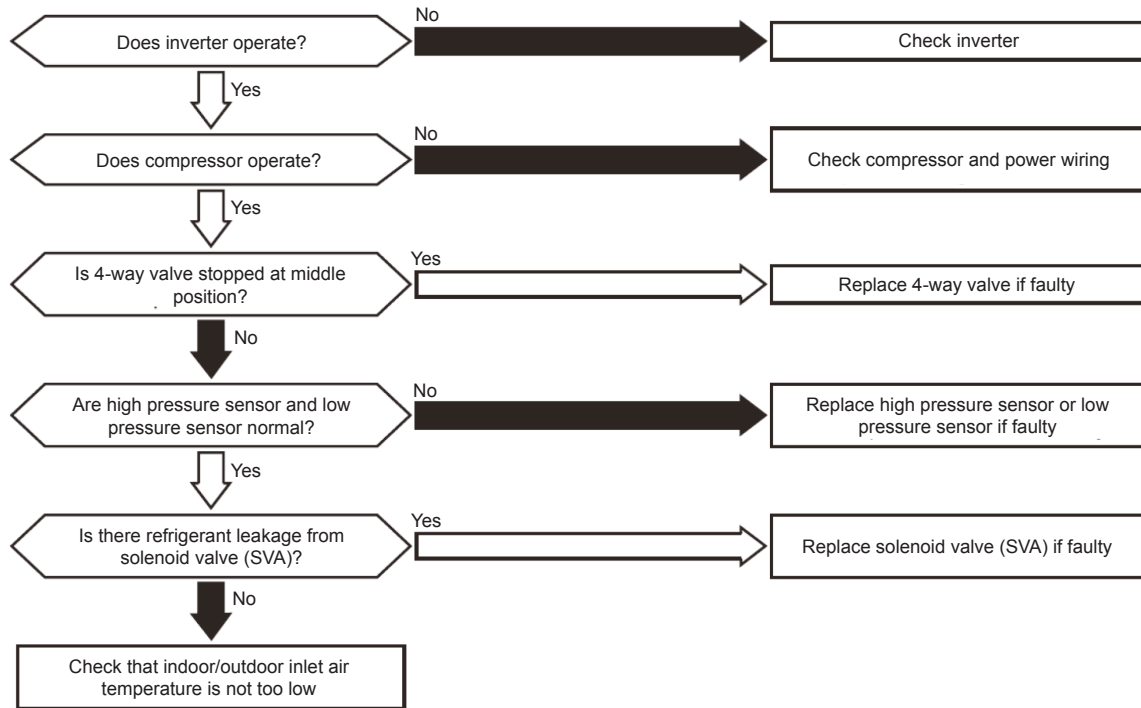 Does inverter operate?
No
Check inverter
Yes
Does compressor operate?
No
Check compressor and power wiring
Yes
Is 4-way valve stopped at middle
position?
Yes
Replace 4-way valve if faulty
No
Are high pressure sensor and low
pressure sensor normal?
No
Replace high pressure sensor or low
pressure sensor if faulty
Yes
Is there refrigerant leakage from
solenoid valve (SVA)?
Yes
Replace solenoid valve (SVA) if faulty
No
Check that indoor/outdoor inlet air
temperature is not too low